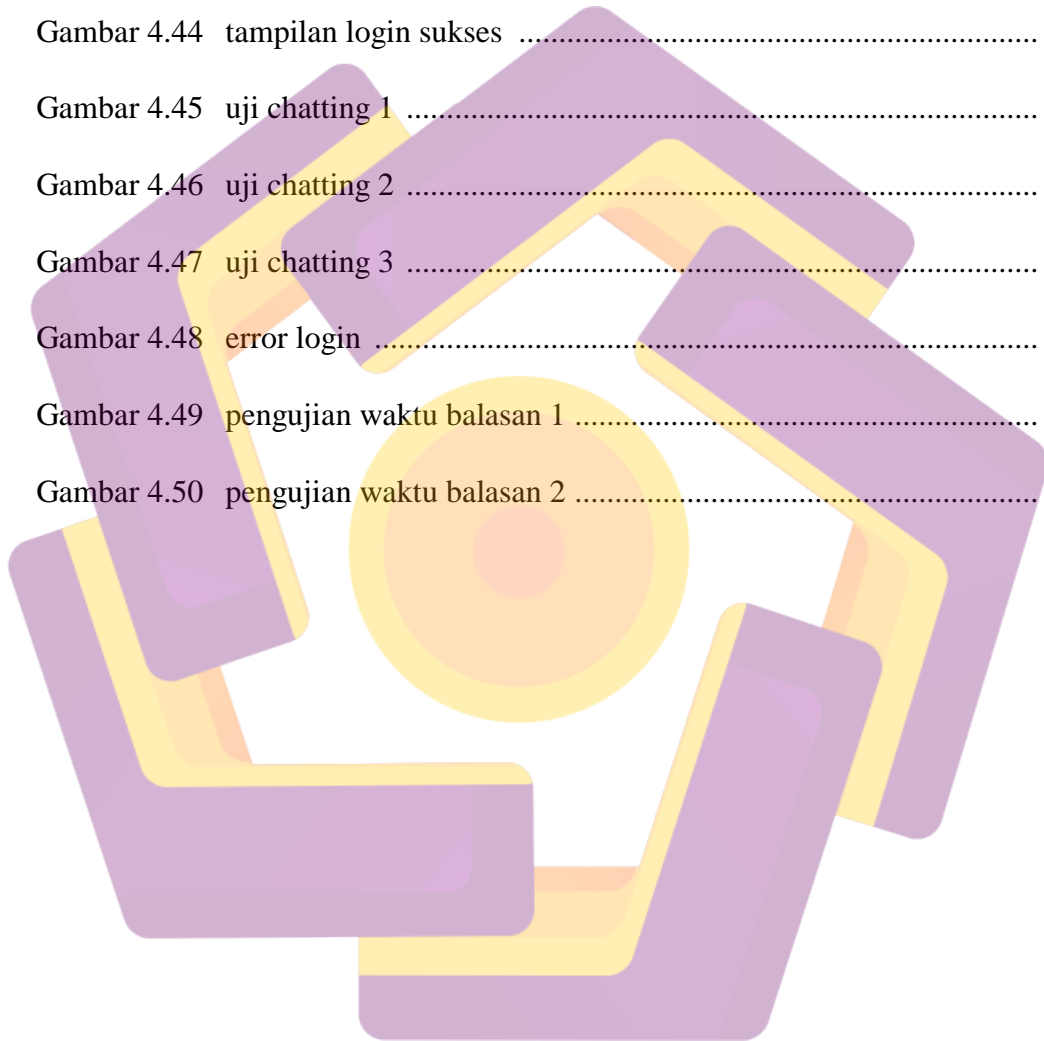 Gambar 4.44 tampilan login sukses ................................................................
Gambar 4.45 uji chatting 1 ..............................................................................
Gambar 4.46 uji chatting 2 ..............................................................................
Gambar 4.47 uji chatting 3 ..............................................................................
Gambar 4.48 error login ..................................................................................
Gambar 4.49 pengujian waktu balasan 1 .........................................................
Gambar 4.50 pengujian waktu balasan 2 .........................................................